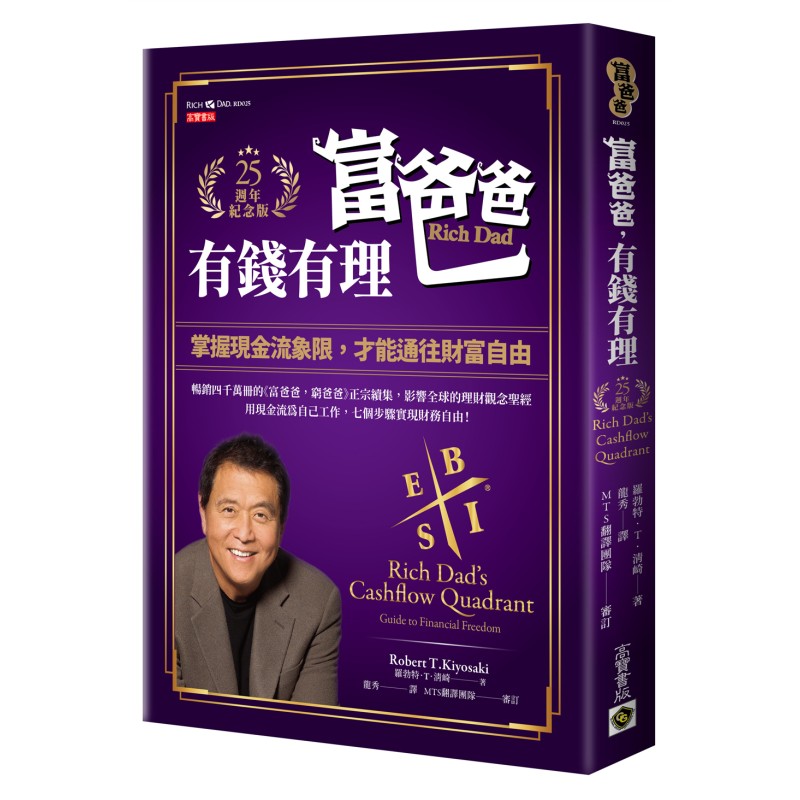 RICH DAD. RD025
高寶書版
25
週年
紀念版
富爸爸
Rich Dad
有錢有理
掌握現金流象限，才能通往財富自由
暢銷四千萬冊的《富爸爸，窮爸爸》正宗續集，影響全球的理財觀念聖經
用現金流為自己工作，七個步驟實現財務自由！
E B
S I ®
Rich Dad's
Cashflow Quadrant
Guide to Financial Freedom
Robert T.Kiyosaki
羅勃特·T·清崎——著
龍秀——譯 MTS翻譯團隊——審訂
富爸爸
RD025
富爸爸，有錢有理
25
週年
紀念版
Rich Dad's
Cashflow
Quadrant
羅勃特·T·清崎——著
龍秀——譯
MTS翻譯團隊——審訂
高寶書版
CG